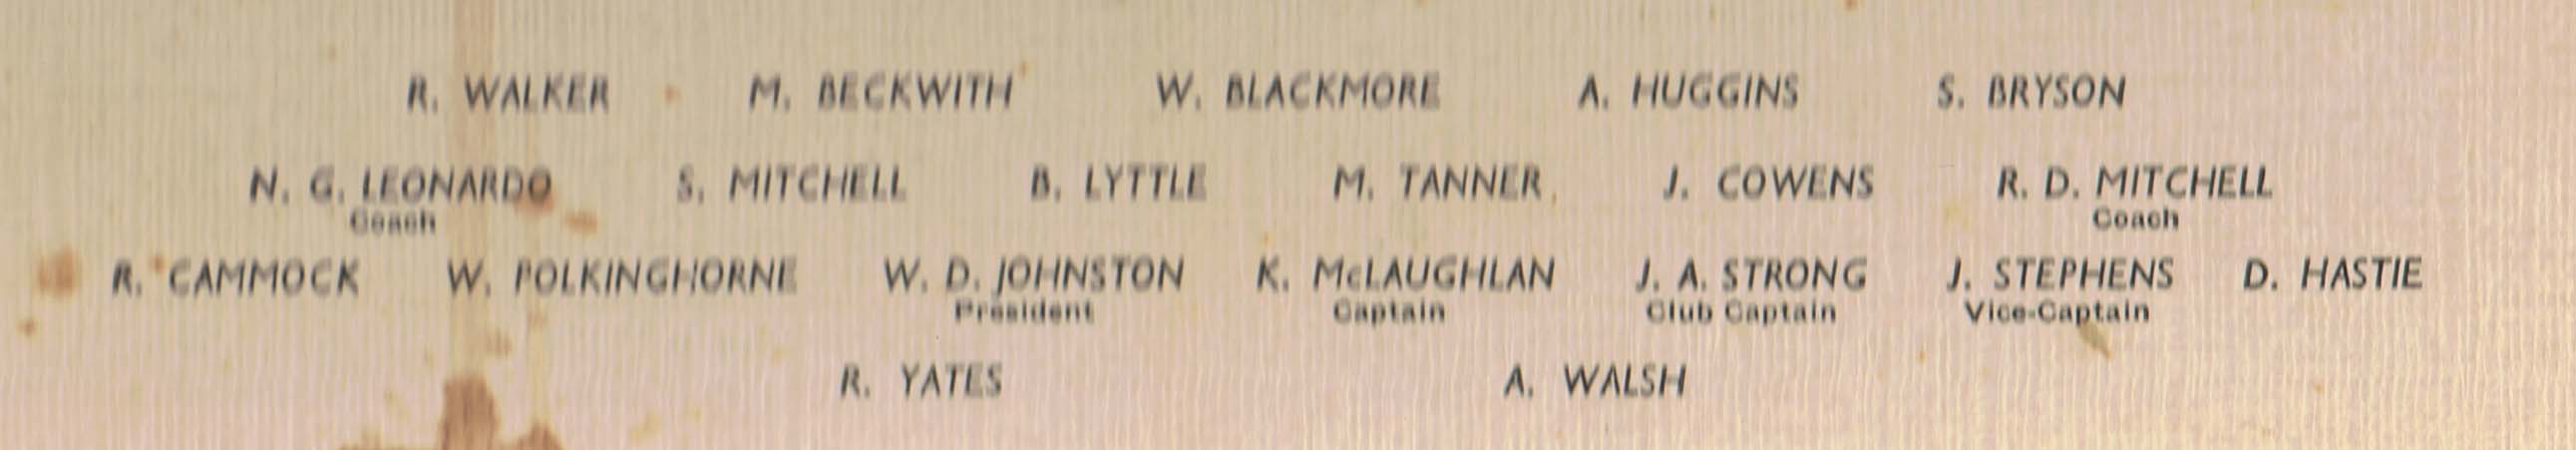 R. WALKER M. BECKWITH W. BLACKMORE A. HUGGINS S. BRYSON
N. G. LEONARDO S. MITCHELL B. LYTTLE M. TANNER J. COWENS R. D. MITCHELL
Coach Coach
R. CAMMOCK W. POLKINGHORNE W. D. JOHNSTON K. McLAUGHLAN J. A. STRONG J. STEPHENS D. HASTIE
President Captain Club Captain Vice-Captain
R. YATES A. WALSH